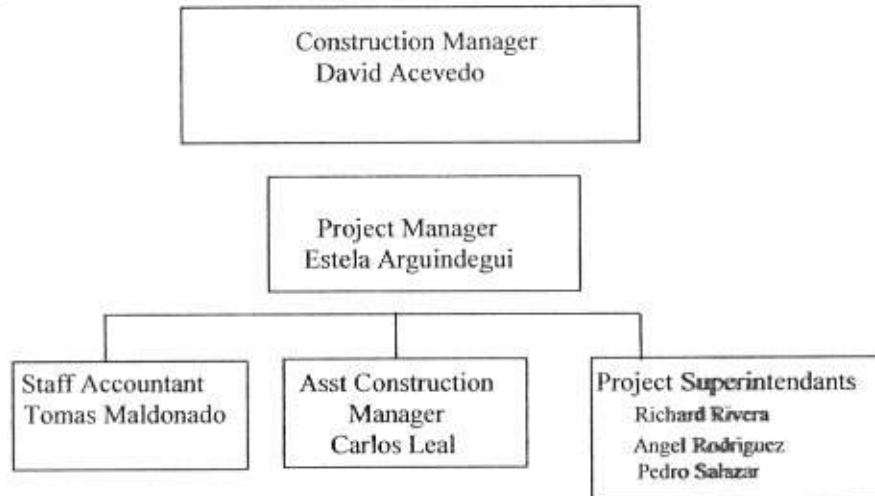 Construction Manager
David Acevedo
Project Manager
Estela Arguindegui
Staff Accountant
Tomas Maldonado
Asst Construction
Manager
Carlos Leal
Project Superintendants
Richard Rivera
Angel Rodriguez
Pedro Salazar